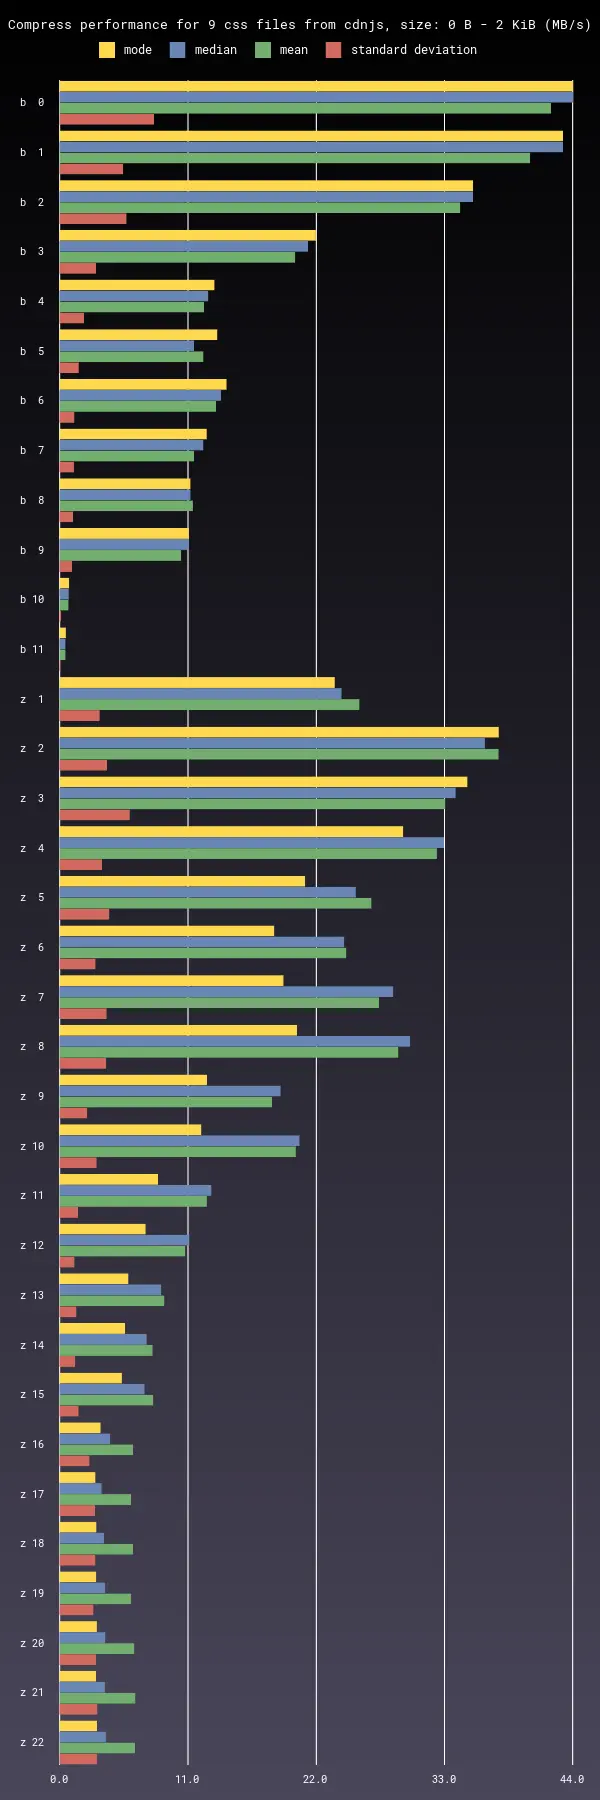 Compress performance for 9 css files from cdnjs, size: 0 B - 2 KiB (MB/s)
mode median mean standard deviation
b 0
b 1
b 2
b 3
b 4
b 5
b 6
b 7
b 8
b 9
b 10
b 11
z 1
z 2
z 3
z 4
z 5
z 6
z 7
z 8
z 9
z 10
z 11
z 12
z 13
z 14
z 15
z 16
z 17
z 18
z 19
z 20
z 21
z 22
0.0 11.0 22.0 33.0 44.0